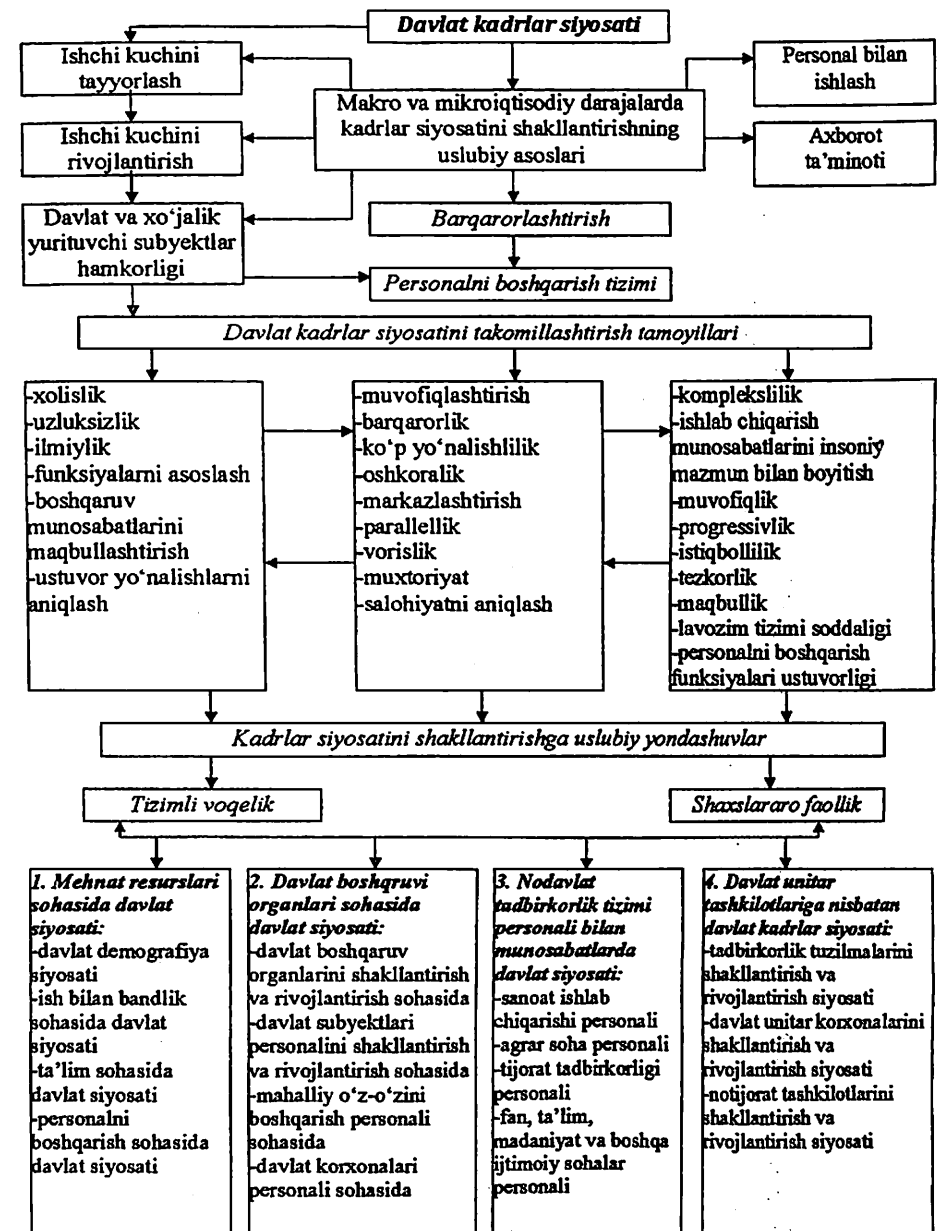 Davlat kadrlar siyosati
Ishchi kuchini
tayyorlash
Personal bilan
ishlash
Makro va mikroiqtisodiy darajalarda
kadrlar siyosatini shakllantirishning
uslubiy asoslari
Ishchi kuchini
rivojlantirish
Axborot
ta’minoti
Davlat va xo‘jalik
yurituvchi subyektlar
hamkorligi
Barqarorlashtirish
Personalni boshqarish tizimi
Davlat kadrlar siyosatini takomillashtirish tamoyillari
-xolislik
-uzluksizlik
-ilmiylik
-funksiyalarni asoslash
-boshqaruv
munosabatlarini
maqbullashtirish
-ustuvor yo‘nalishlarni
aniqlash
-muvofiqlashtirish
-barqarorlik
-ko‘p yo‘nalishlilik
-oshkoralik
-markazlashtirish
-parallellik
-vorislik
-muxtoriyat
-salohiyatni aniqlash
-komplekslilik
-ishlab chiqarish
munosabatlarini insoniy
mazmun bilan boyitish
-muvofiqlik
-progressivlik
-istiqbollilik
-tezkorlik
-maqbullik
-lavozim tizimi soddaligi
-personalni boshqarish
funksiyalari ustuvorligi
Kadrlar siyosatini shakllantirishga uslubiy yondashuvlar
Tizimli voqelik
Shaxslararo faollik
1. Mehnat resurslari
sohasida davlat
siyosati:
-davlat demografiya
siyosati
-ish bilan bandlik
sohasida davlat
siyosati
-ta’lim sohasida
davlat siyosati
-personalni
boshqarish sohasida
davlat siyosati
2. Davlat boshqruvi
organlari sohasida
davlat siyosati:
-davlat boshqaruv
organlarini shakllantirish
va rivojlantirish sohasida
-davlat subyektlari
personalini shakllantirish
va rivojlantirish sohasida
-mahalliy o‘z-o‘zini
boshqarish personali
sohasida
-davlat korxonalari
personali sohasida
3. Nodavlat
tadbirkorlik tizimi
personali bilan
munosabatlarda
davlat siyosati:
-sanoat ishlab
chiqarishi personali
-agrar soha personali
-tijorat tadbirkorligi
personali
-fan, ta’lim,
madaniyat va boshqa
ijtimoiy sohalar
personali
4. Davlat unitar
tashkilotlariga nisbatan
davlat kadrlar siyosati:
-tadbirkorlik tuzilmalarini
shakllantirish va
rivojlantirish siyosati
-davlat unitar korxonalarini
shakllantirish va
rivojlantirish siyosati
-notijorat tashkilotlarini
shakllantirish va
rivojlantirish siyosati